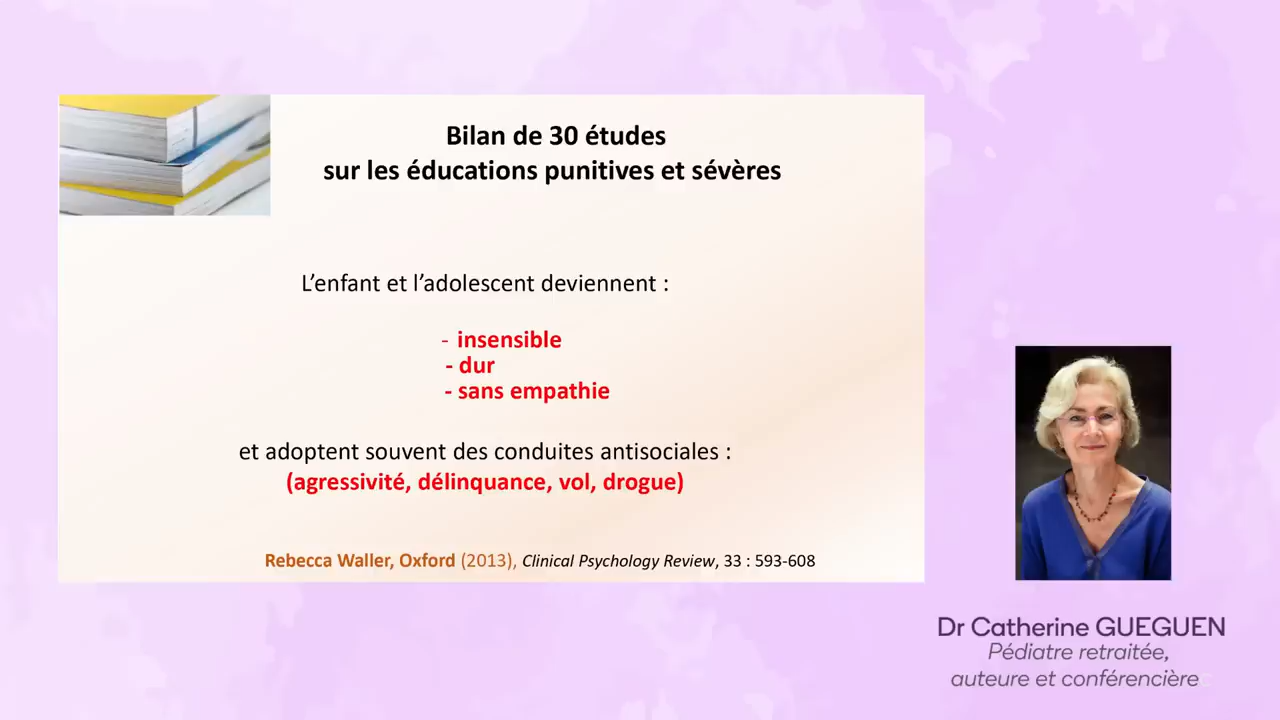 Bilan de 30 études
sur les éducations punitives et sévères
L'enfant et l'adolescent deviennent :
- insensible
- dur
- sans empathie
et adoptent souvent des conduites antisociales :
(agressivité, délinquance, vol, drogue)
Rebecca Waller, Oxford (2013), Clinical Psychology Review, 33 : 593-608
Dr Catherine GUEGUEN
Pédiatre retraitée,
auteure et conférencière